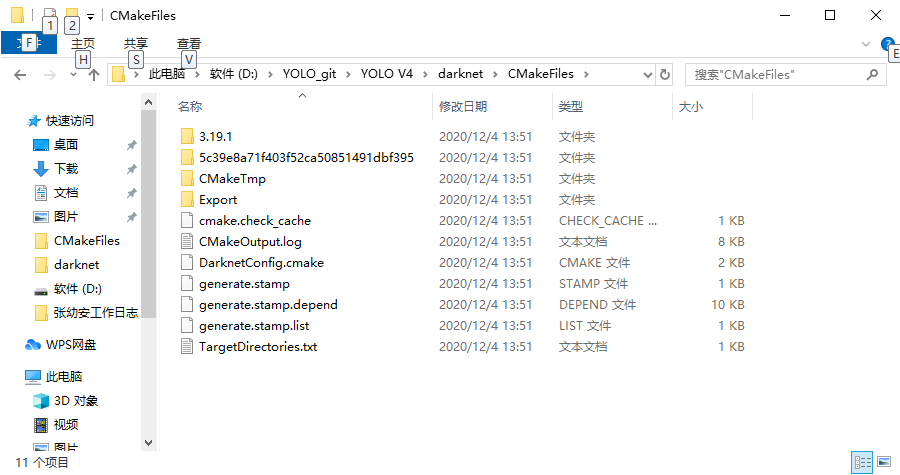 CMakeFiles
1 2
文件 主页 共享 查看
F H S V E
此电脑 软件 (D:) YOLO_git YOLO V4 darknet CMakeFiles
搜索"CMakeFiles"
快速访问
桌面
下载
文档
图片
CMakeFiles
darknet
软件 (D:)
张幼安工作日志
WPS网盘
此电脑
3D 对象
视频
图片
名称 修改日期 类型 大小
3.19.1 2020/12/4 13:51 文件夹
5c39e8a71f403f52ca50851491dbf395 2020/12/4 13:51 文件夹
CMakeTmp 2020/12/4 13:51 文件夹
Export 2020/12/4 13:51 文件夹
cmake.check_cache 2020/12/4 13:51 CHECK_CACHE ... 1 KB
CMakeOutput.log 2020/12/4 13:51 文本文档 8 KB
DarknetConfig.cmake 2020/12/4 13:51 CMAKE 文件 2 KB
generate.stamp 2020/12/4 13:51 STAMP 文件 1 KB
generate.stamp.depend 2020/12/4 13:51 DEPEND 文件 10 KB
generate.stamp.list 2020/12/4 13:51 LIST 文件 1 KB
TargetDirectories.txt 2020/12/4 13:51 文本文档 1 KB
11 个项目